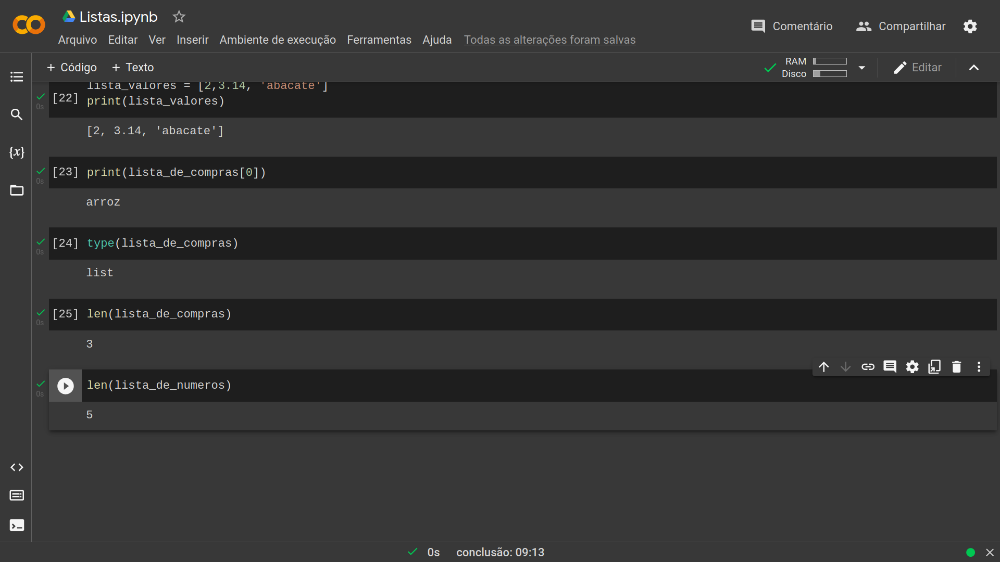 Listas.ipynb
Comentário Compartilhar
Arquivo Editar Ver Inserir Ambiente de execução Ferramentas Ajuda Todas as alterações foram salvas
+ Código + Texto
RAM
Disco
Editar
lista_valores = [2,3.14, 'abacate']
[22] print(lista_valores)
0s
[2, 3.14, 'abacate']
[23] print(lista_de_compras[0])
0s
arroz
[24] type(lista_de_compras)
0s
list
[25] len(lista_de_compras)
0s
3
len(lista_de_numeros)
0s
5
0s conclusão: 09:13